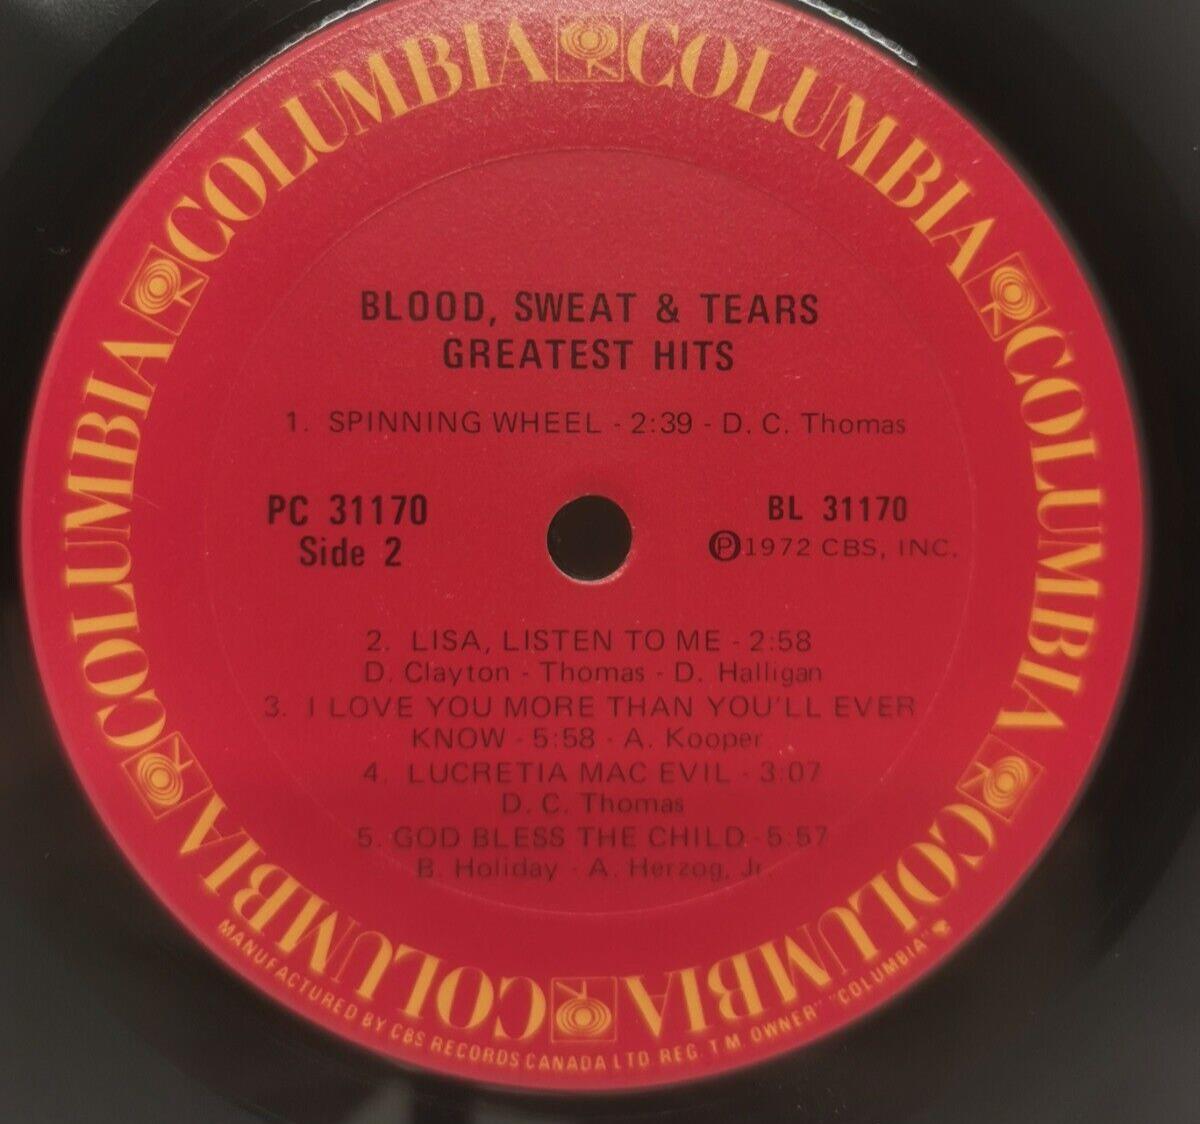 COLUMBIA COLUMBIA COLUMBIA COLUMBIA COLUMBIA COLUMBIA COLUMBIA COLUMBIA
BLOOD, SWEAT & TEARS
GREATEST HITS
1. SPINNING WHEEL - 2:39 - D. C. Thomas
PC 31170
Side 2
BL 31170
Ⓟ1972 CBS, INC.
2. LISA, LISTEN TO ME - 2:58
D. Clayton - Thomas - D. Halligan
3. I LOVE YOU MORE THAN YOU'LL EVER
KNOW - 5:58 - A. Kooper
4. LUCRETIA MAC EVIL - 3:07
D. C. Thomas
5. GOD BLESS THE CHILD - 5:57
B. Holiday - A. Herzog, Jr.
MANUFACTURED BY CBS RECORDS CANADA LTD REG. T M. OWNER" "COLUMBIA"